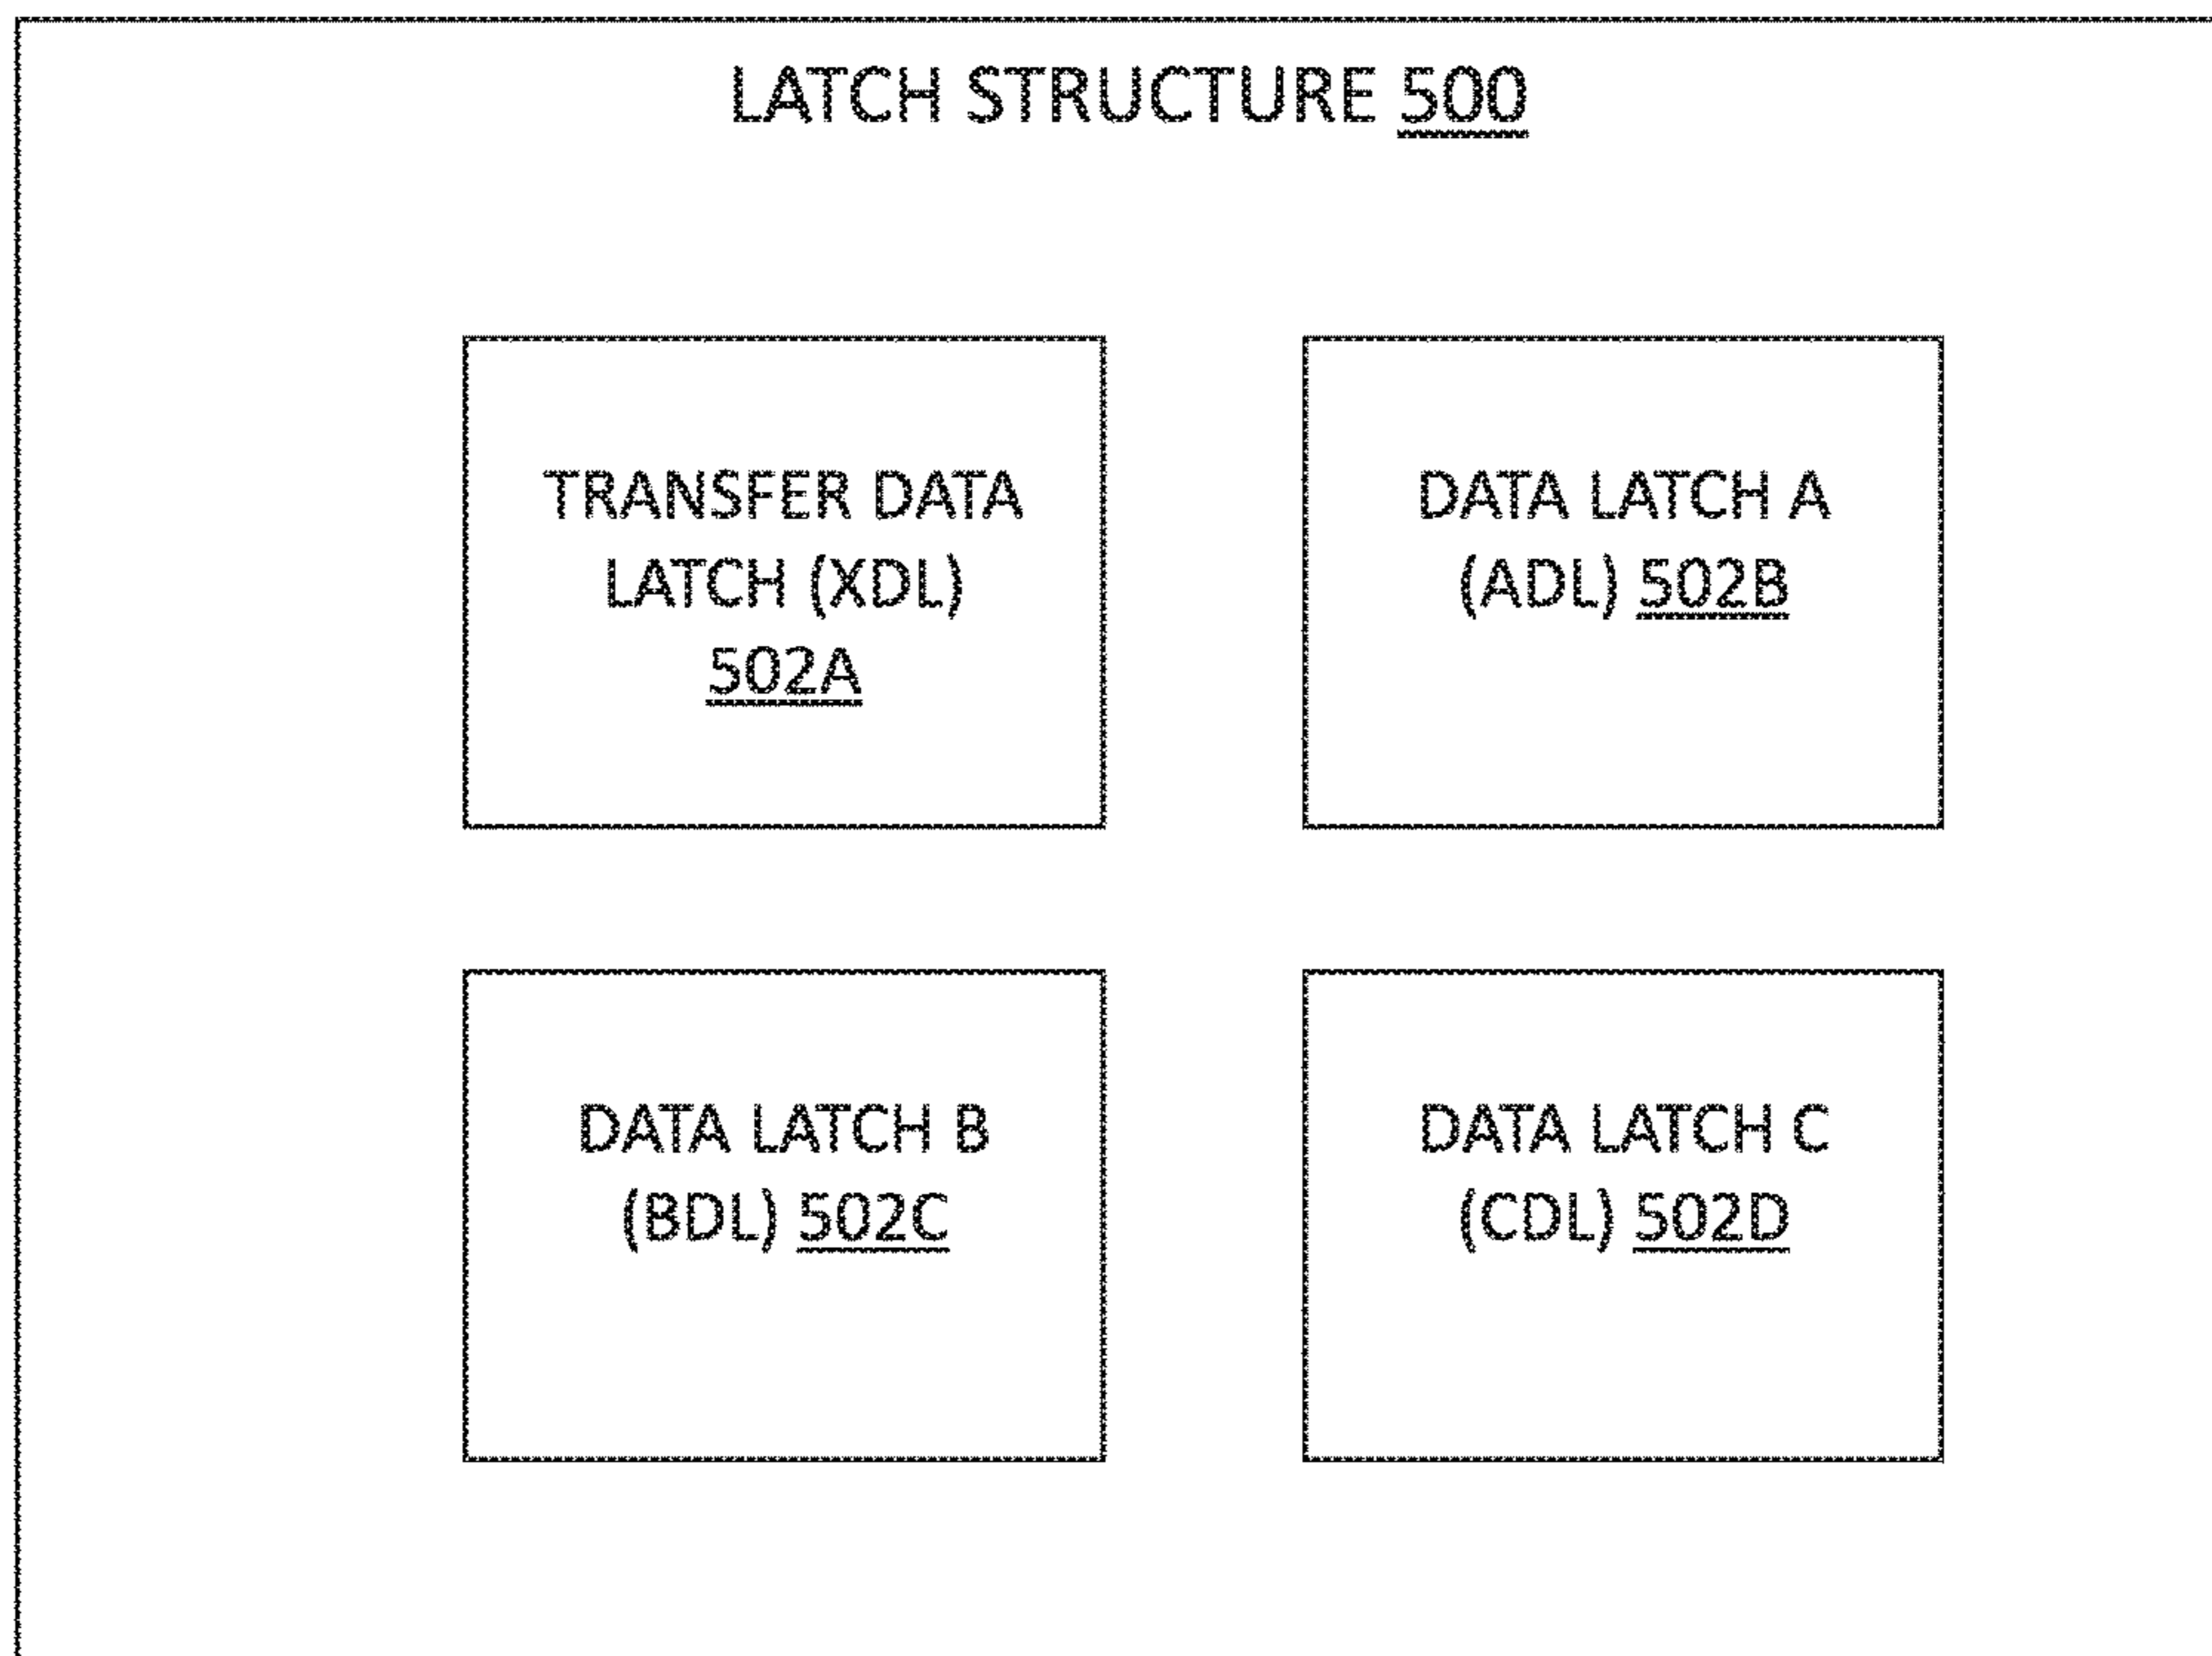 LATCH STRUCTURE 500
TRANSFER DATA
LATCH (XDL)
502A
DATA LATCH A
(ADL) 502B
DATA LATCH B
(BDL) 502C
DATA LATCH C
(CDL) 502D